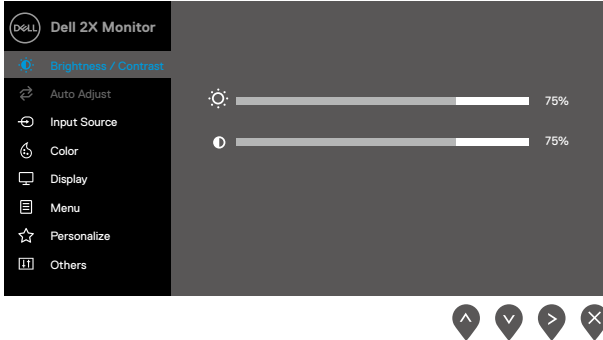 DELL
Dell 2X Monitor
Brightness / Contrast
Auto Adjust
75%
Input Source
75%
Color
Display
Menu
Personalize
Others